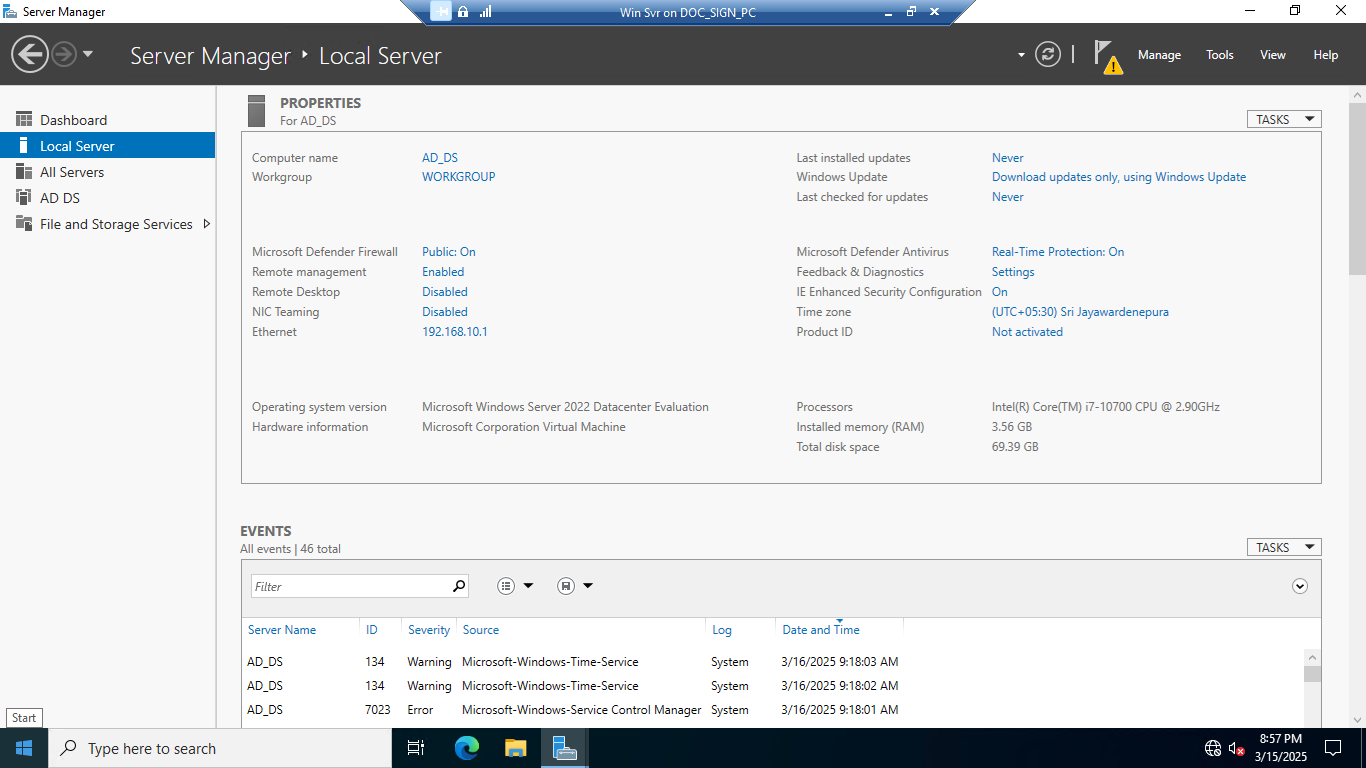 Server Manager
Win Svr on DOC_SIGN_PC
Server Manager
Local Server
Manage
Tools
View
Help
Dashboard
Local Server
All Servers
AD DS
File and Storage Services
PROPERTIES
For AD_DS
TASKS
Computer name AD_DS
Workgroup WORKGROUP
Last installed updates Never
Windows Update Download updates only, using Windows Update
Last checked for updates Never
Microsoft Defender Firewall Public: On
Remote management Enabled
Remote Desktop Disabled
NIC Teaming Disabled
Ethernet 192.168.10.1
Microsoft Defender Antivirus Real-Time Protection: On
Feedback & Diagnostics Settings
IE Enhanced Security Configuration On
Time zone (UTC+05:30) Sri Jayawardenepura
Product ID Not activated
Operating system version Microsoft Windows Server 2022 Datacenter Evaluation
Hardware information Microsoft Corporation Virtual Machine
Processors Intel(R) Core(TM) i7-10700 CPU @ 2.90GHz
Installed memory (RAM) 3.56 GB
Total disk space 69.39 GB
EVENTS
All events | 46 total
TASKS
Filter
Server Name ID Severity Source Log Date and Time
AD_DS 134 Warning Microsoft-Windows-Time-Service System 3/16/2025 9:18:03 AM
AD_DS 134 Warning Microsoft-Windows-Time-Service System 3/16/2025 9:18:02 AM
AD_DS 7023 Error Microsoft-Windows-Service Control Manager System 3/16/2025 9:18:01 AM
Start
Type here to search
8:57 PM
3/15/2025